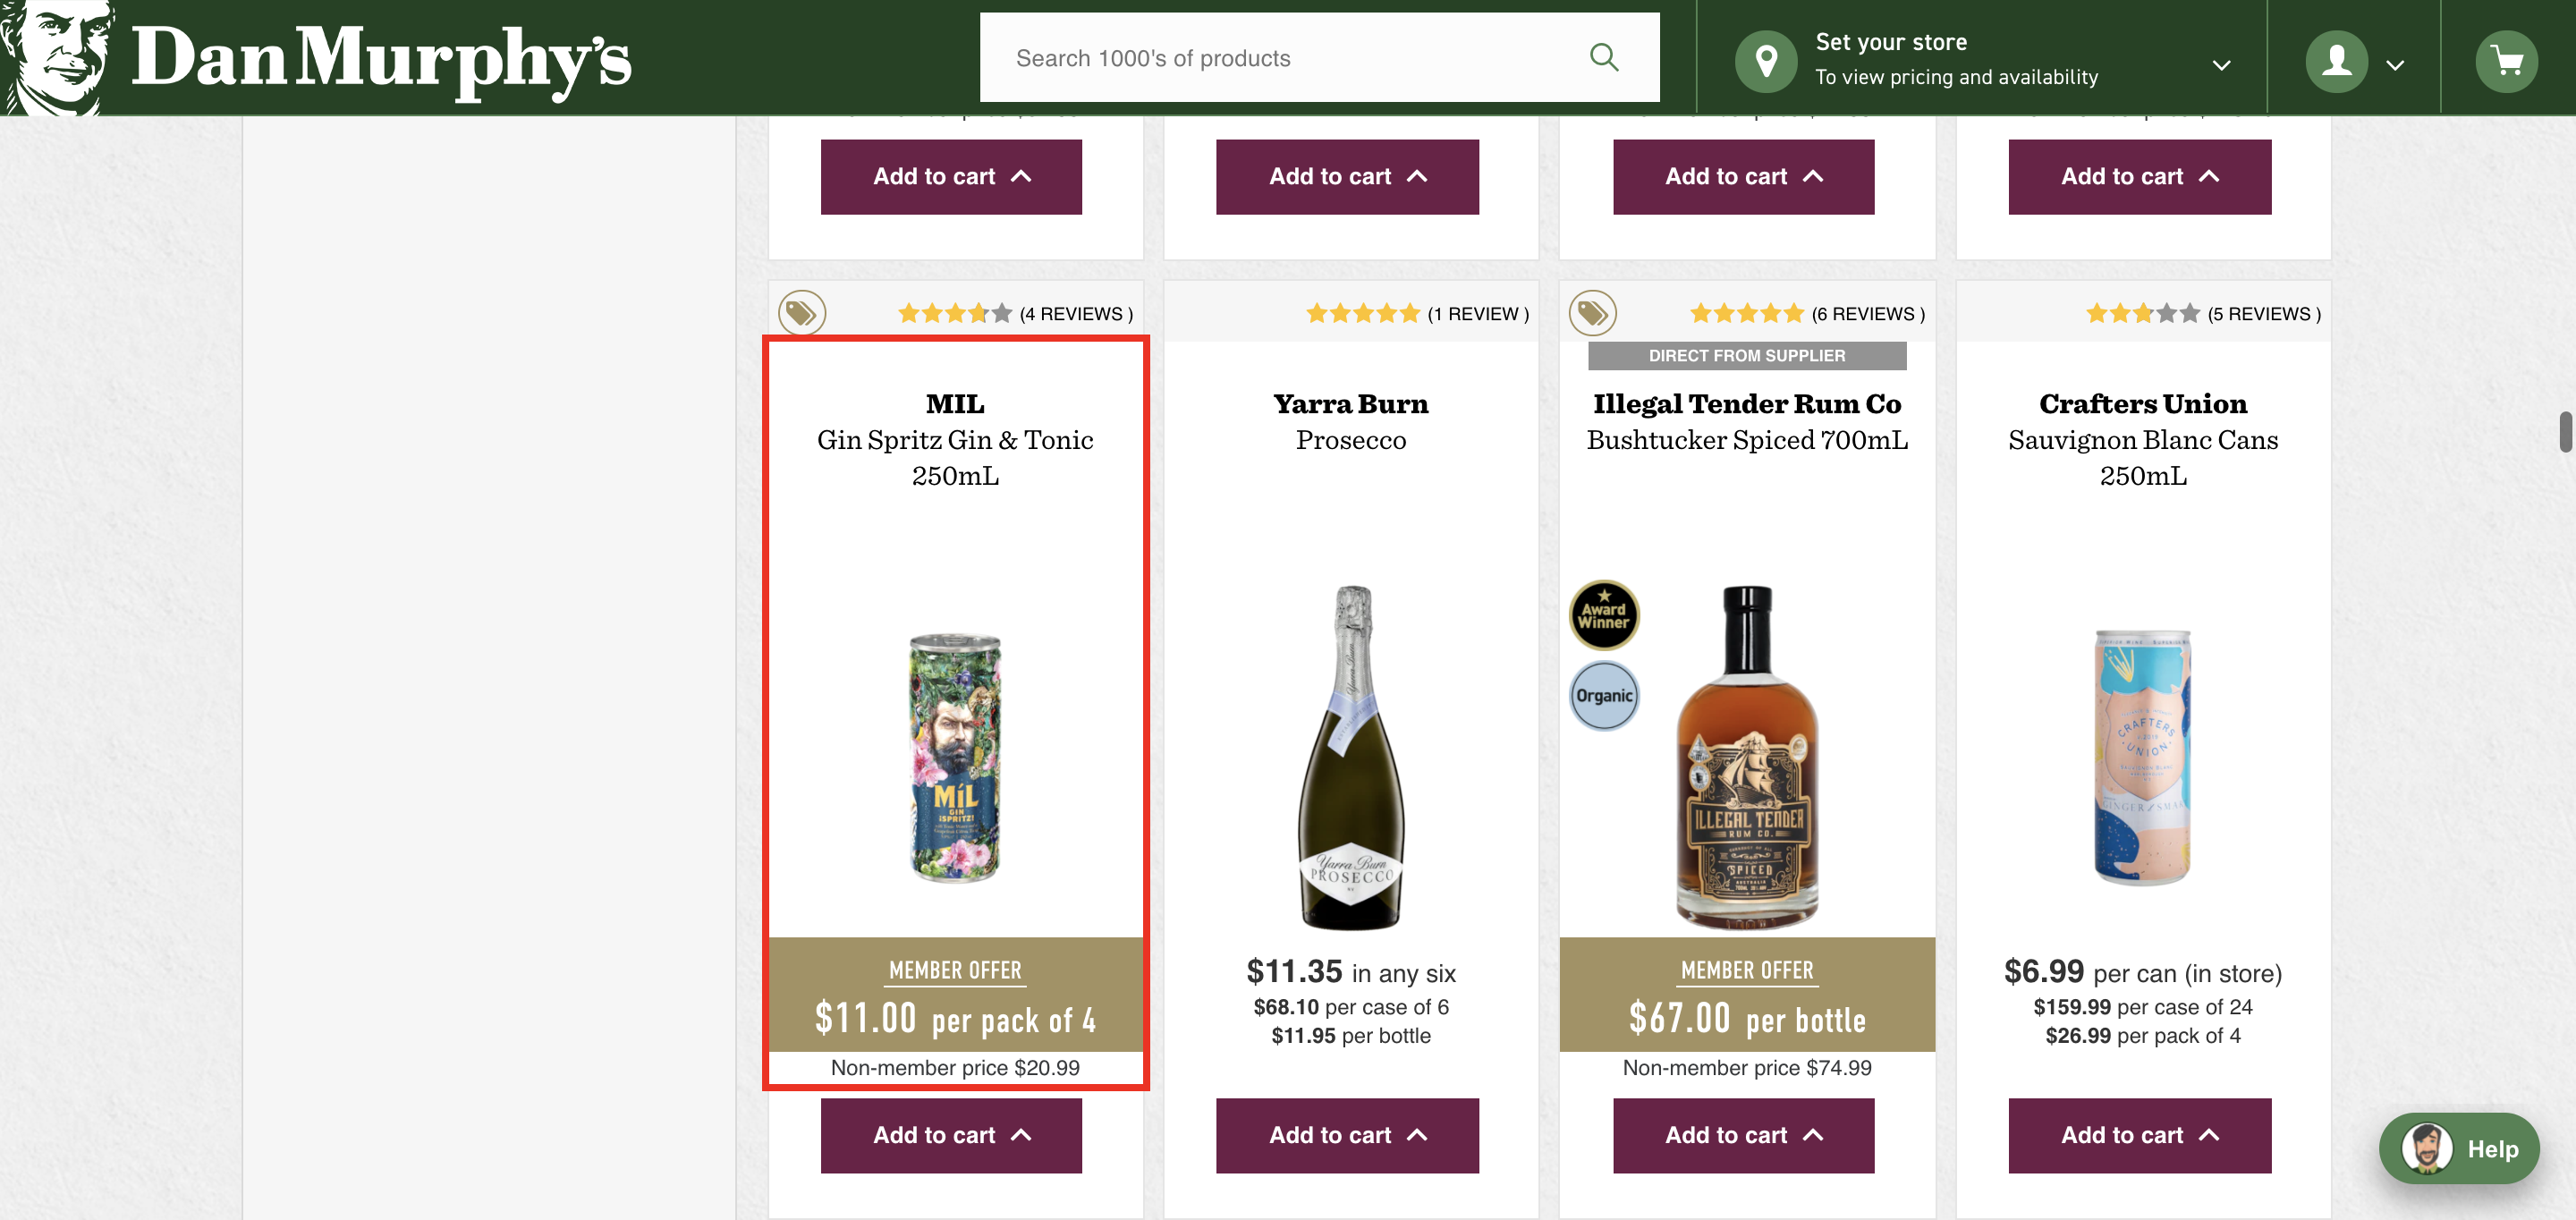 Dan Murphy's
Search 1000's of products
Set your store
To view pricing and availability
Add to cart
Add to cart
Add to cart
Add to cart
(4 REVIEWS )
(1 REVIEW )
(6 REVIEWS )
(5 REVIEWS )
DIRECT FROM SUPPLIER
MIL
Gin Spritz Gin & Tonic
250mL
Yarra Burn
Prosecco
Illegal Tender Rum Co
Bushtucker Spiced 700mL
Crafters Union
Sauvignon Blanc Cans
250mL
MíL
GIN
¡SPRITZ!
Yarra Burn
PROSECCO
Award
Winner
Organic
ILLEGAL TENDER
RUM CO.
SPICED
CRAFTERS
UNION
MEMBER OFFER
$11.00 per pack of 4
Non-member price $20.99
$11.35 in any six
$68.10 per case of 6
$11.95 per bottle
MEMBER OFFER
$67.00 per bottle
Non-member price $74.99
$6.99 per can (in store)
$159.99 per case of 24
$26.99 per pack of 4
Add to cart
Add to cart
Add to cart
Add to cart
Help